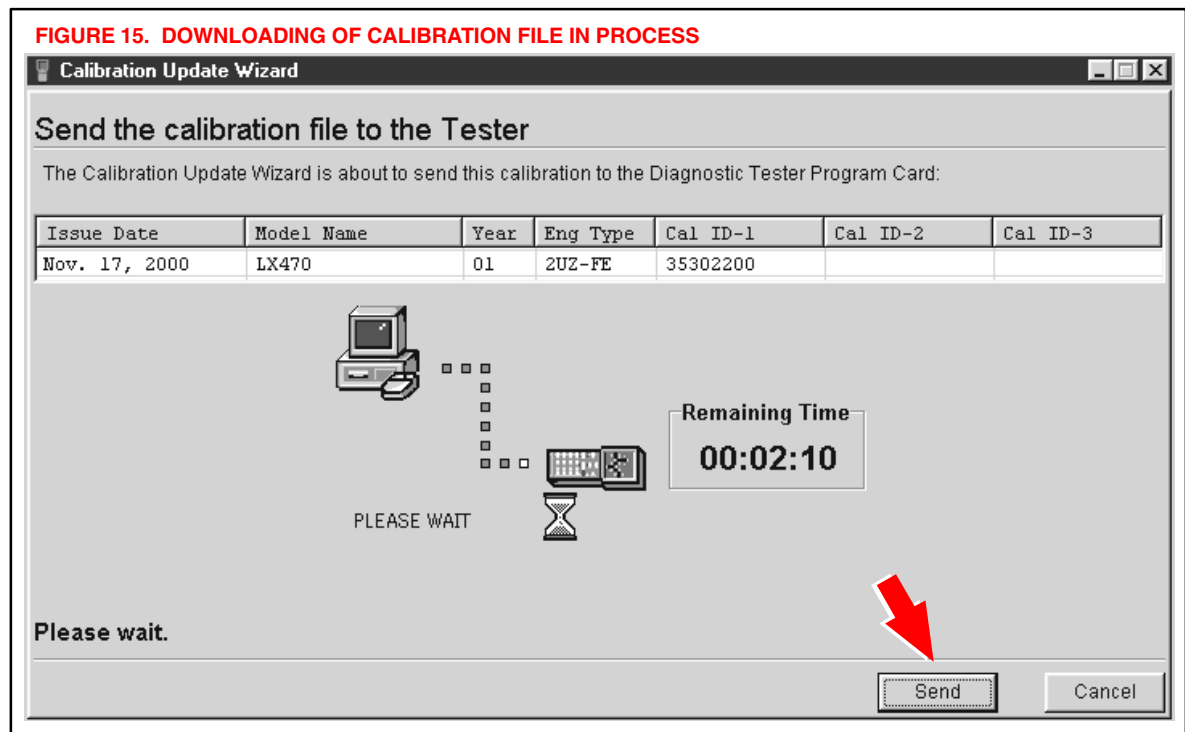 FIGURE 15. DOWNLOADING OF CALIBRATION FILE IN PROCESS
Calibration Update Wizard
Send the calibration file to the Tester
The Calibration Update Wizard is about to send this calibration to the Diagnostic Tester Program Card:
Issue Date Model Name Year Eng Type Cal ID-1 Cal ID-2 Cal ID-3
Nov. 17, 2000 LX470 01 2UZ-FE 35302200
Remaining Time
00:02:10
PLEASE WAIT
Please wait.
Send Cancel